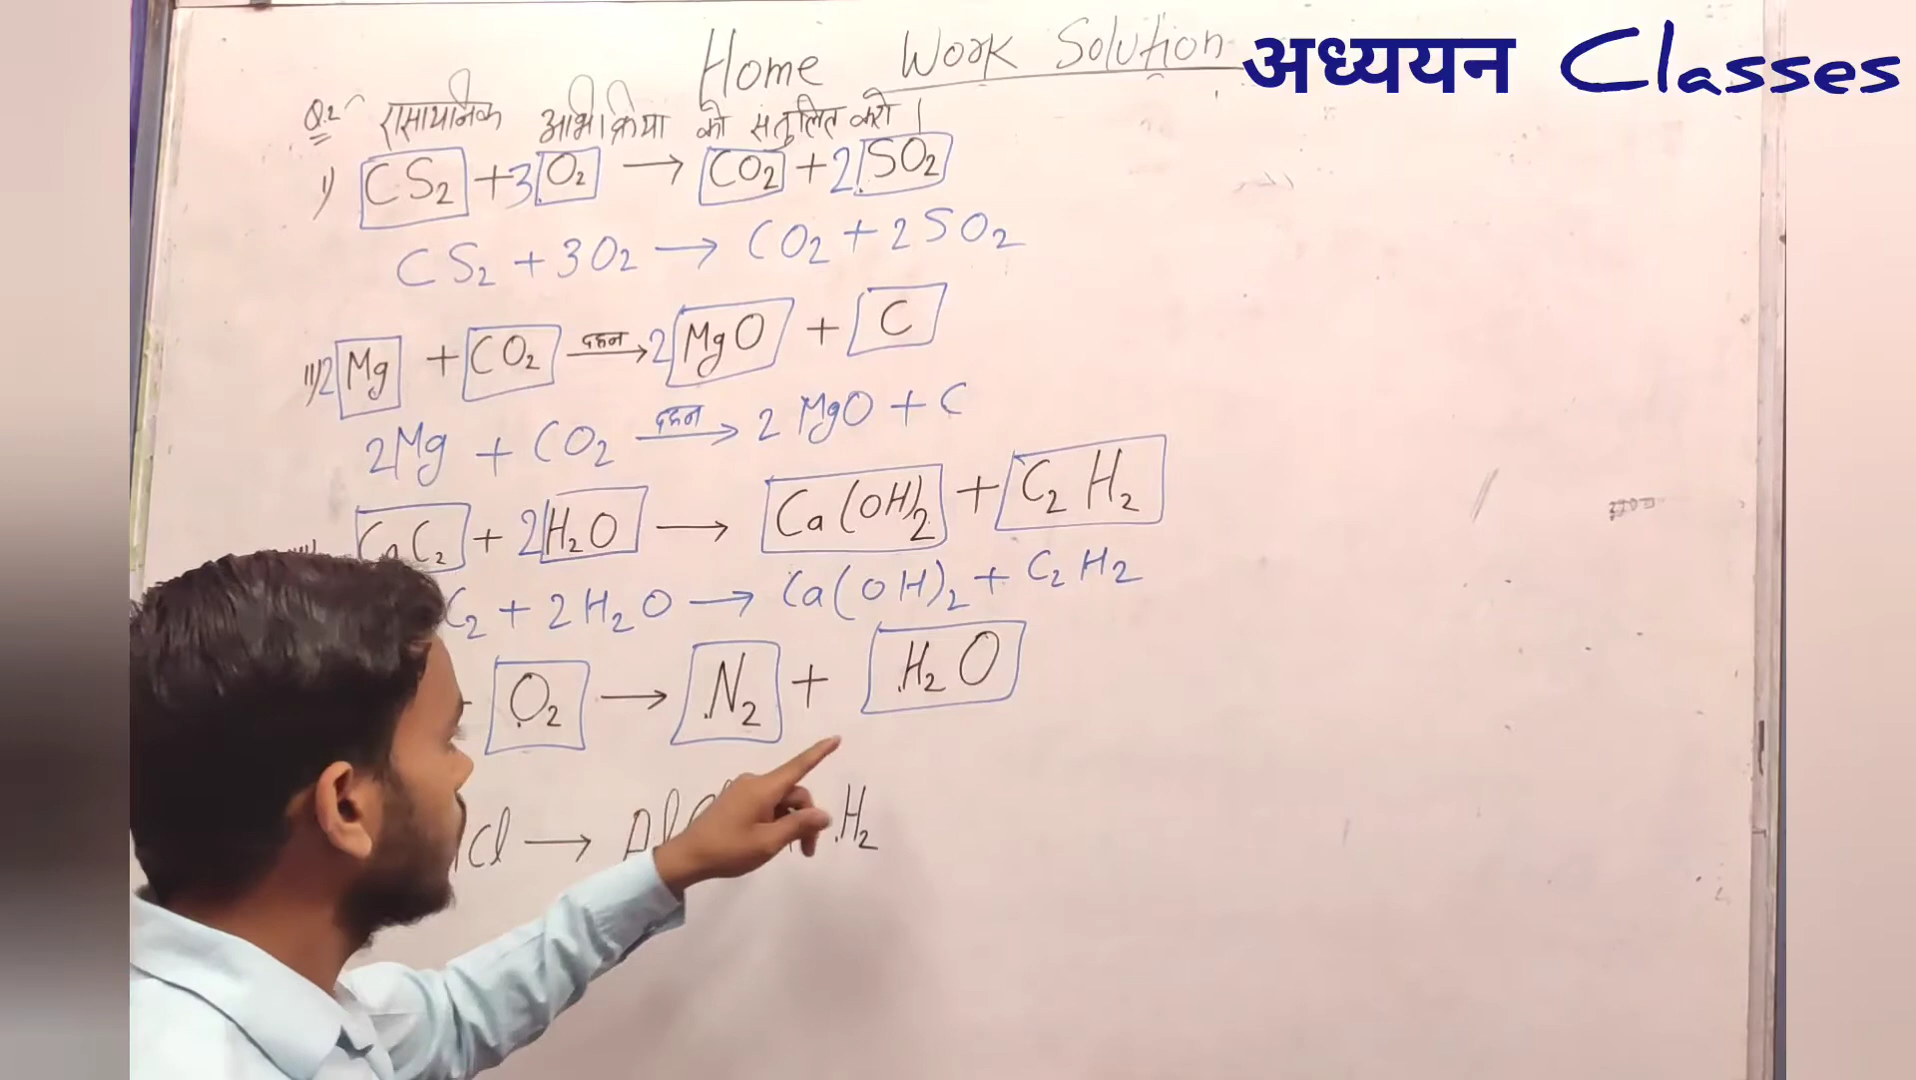 Home Work Solution
अध्ययन Classes
Q.2 रासायनिक अभिक्रिया को संतुलित करो।
i) CS₂ + 3O₂ → CO₂ + 2SO₂
CS₂ + 3O₂ → CO₂ + 2SO₂
ii) 2Mg + CO₂ दहन→ 2MgO + C
2Mg + CO₂ दहन→ 2MgO + C
CaC₂ + 2H₂O → Ca(OH)₂ + C₂H₂
C₂ + 2H₂O → Ca(OH)₂ + C₂H₂
O₂ → N₂ + H₂O
Cl → Al H₂